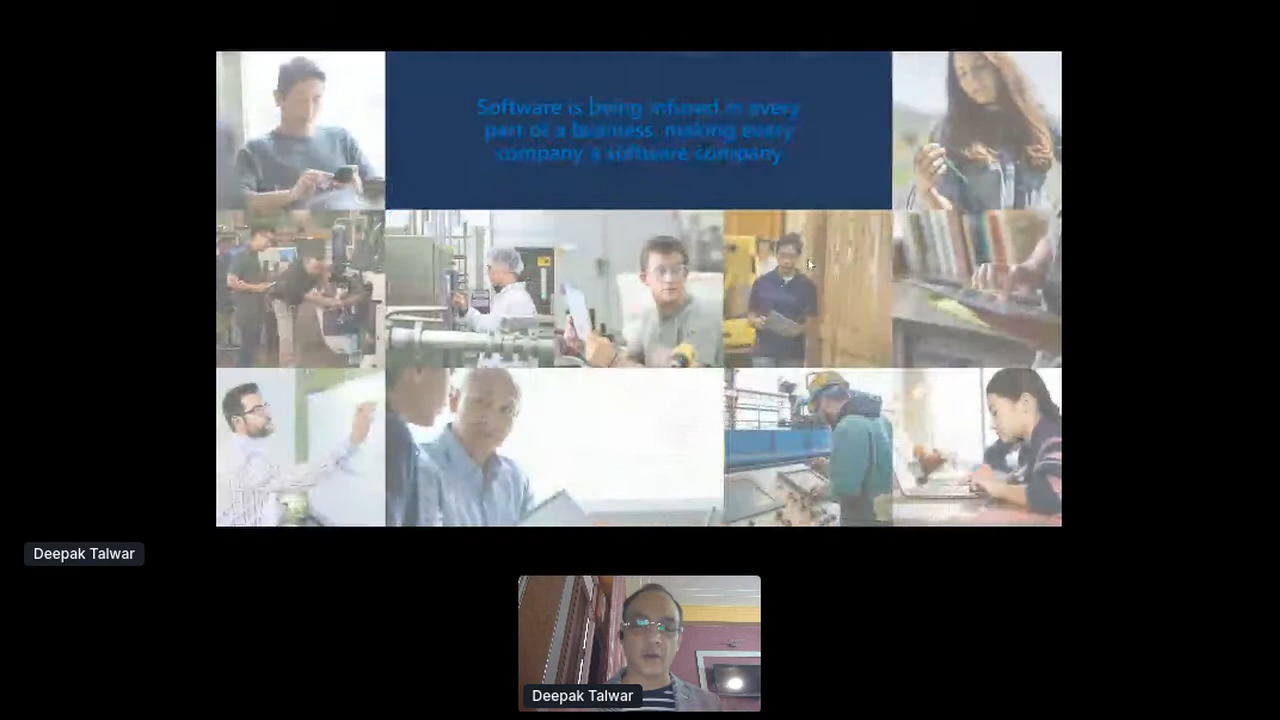 Software is being infused in every
part of a business, making every
company a software company
Deepak Talwar
Deepak Talwar